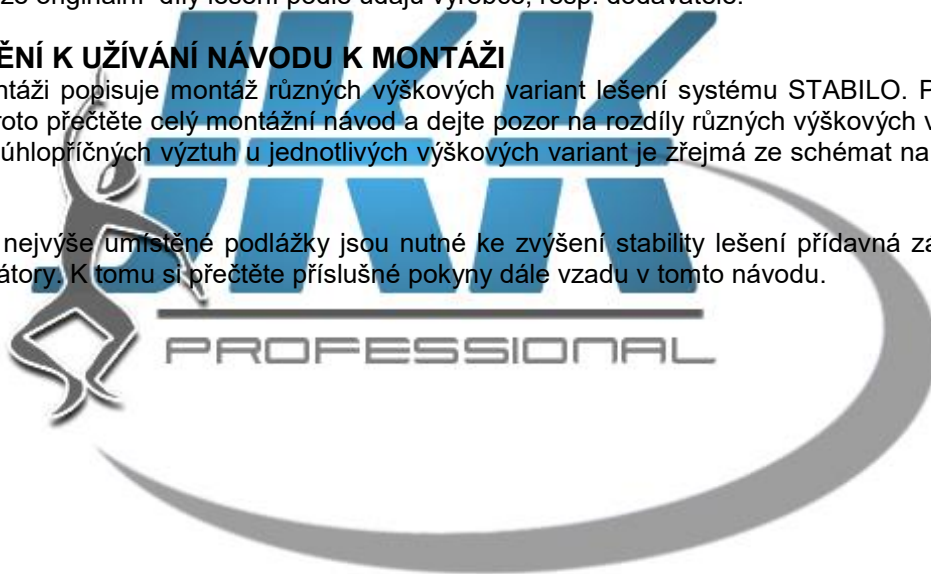 ze originální díly lešení podle údajů výrobce, resp. dodavatele.
ĚNÍ K UŽÍVÁNÍ NÁVODU K MONTÁŽI
ntáži popisuje montáž různých výškových variant lešení systému STABILO. P
roto přečtěte celý montážní návod a dejte pozor na rozdíly různých výškových v
úhlopříčných výztuh u jednotlivých výškových variant je zřejmá ze schémat na
nejvýše umístěné podlážky jsou nutné ke zvýšení stability lešení přídavná zá
átory. K tomu si přečtěte příslušné pokyny dále vzadu v tomto návodu.
PROFESSIONAL